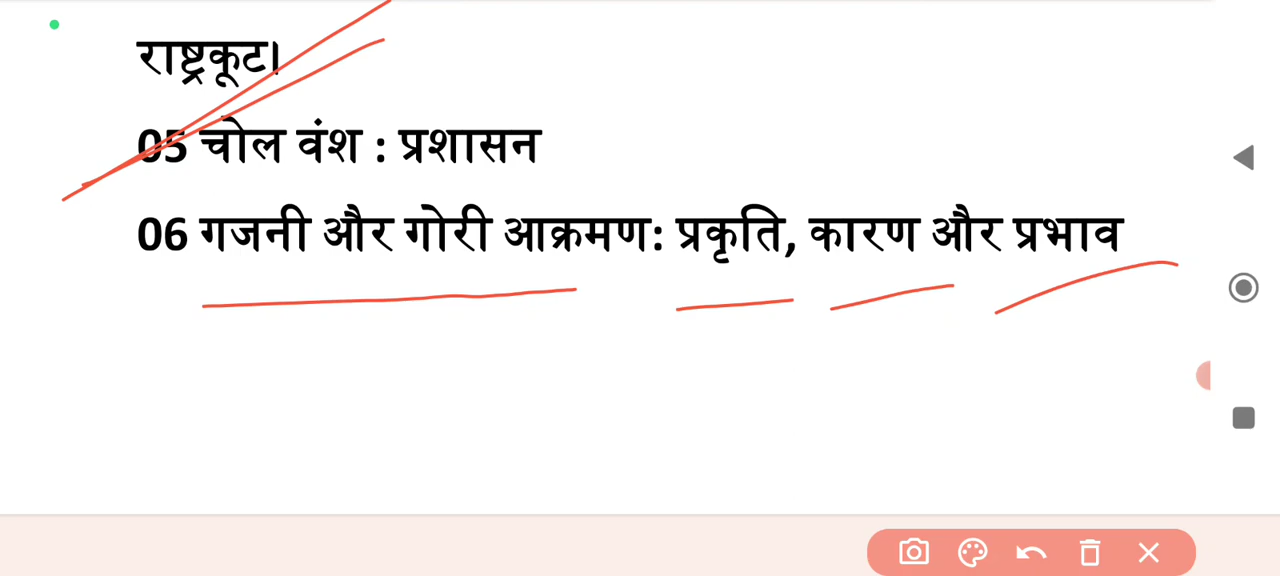 राष्ट्रकूट।
05 चोल वंश : प्रशासन
06 गजनी और गोरी आक्रमण: प्रकृति, कारण और प्रभाव